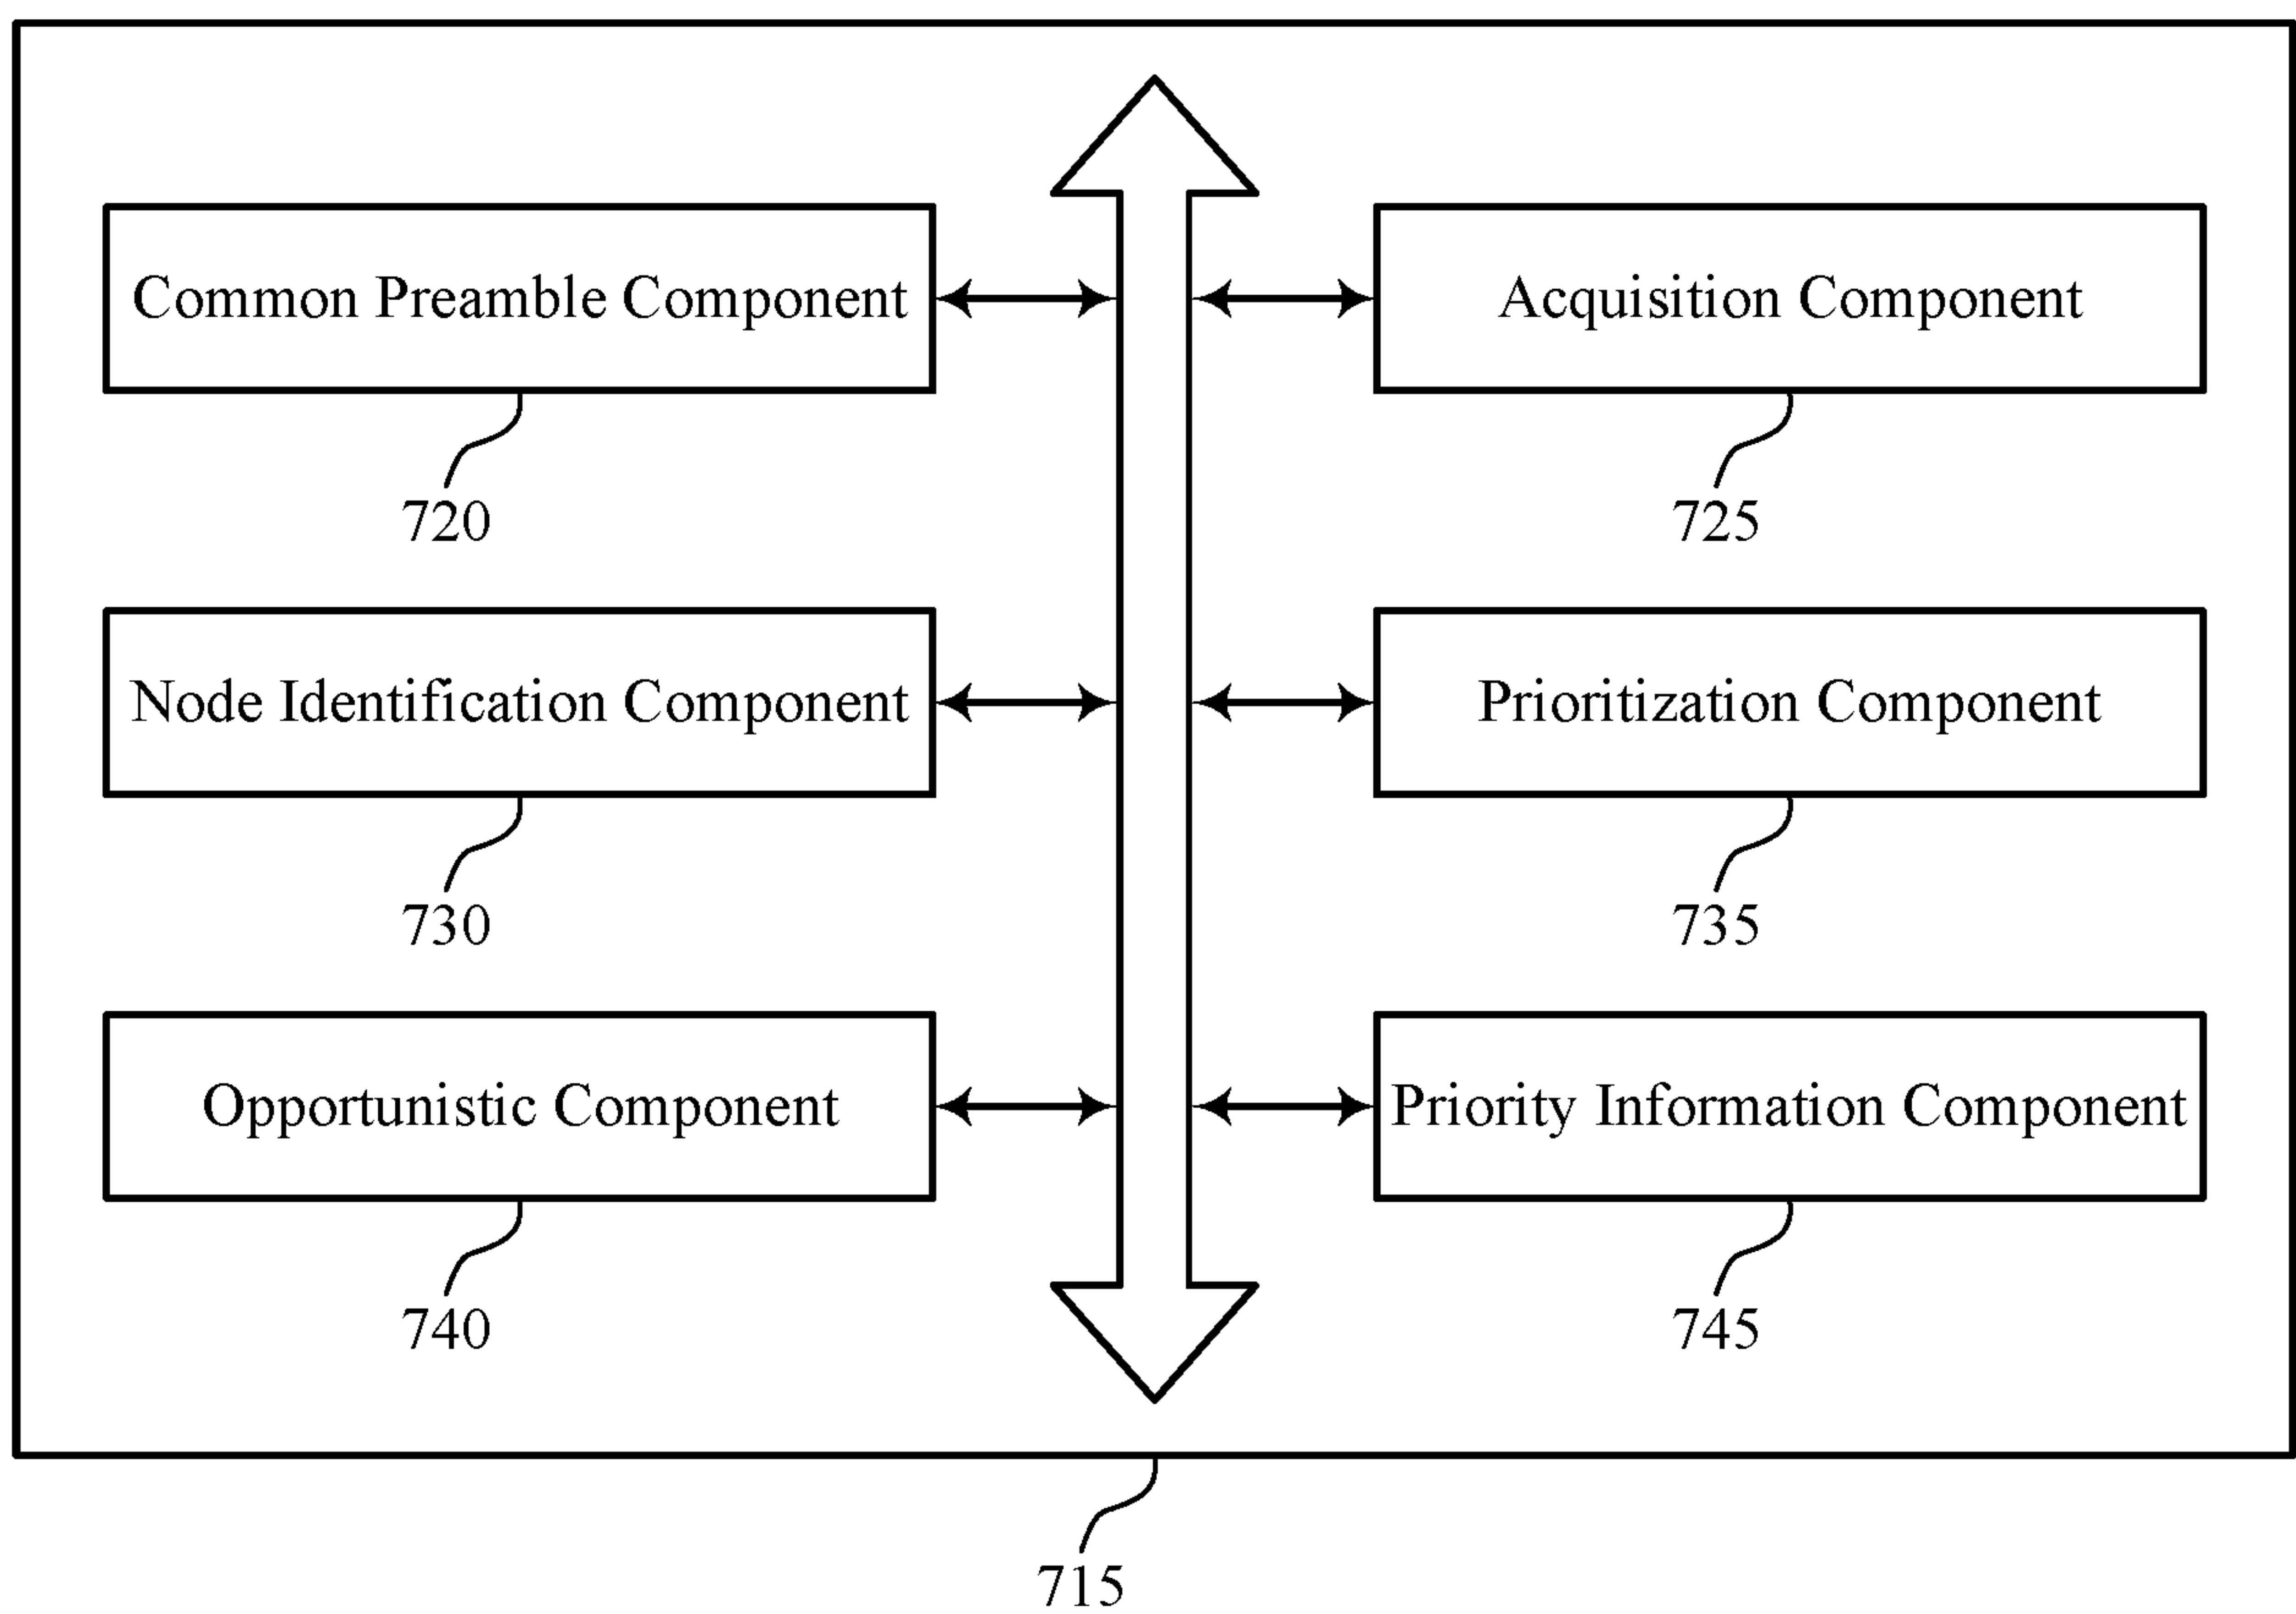 Common Preamble Component
Acquisition Component
720
725
Node Identification Component
Prioritization Component
730
735
Opportunistic Component
Priority Information Component
740
745
715